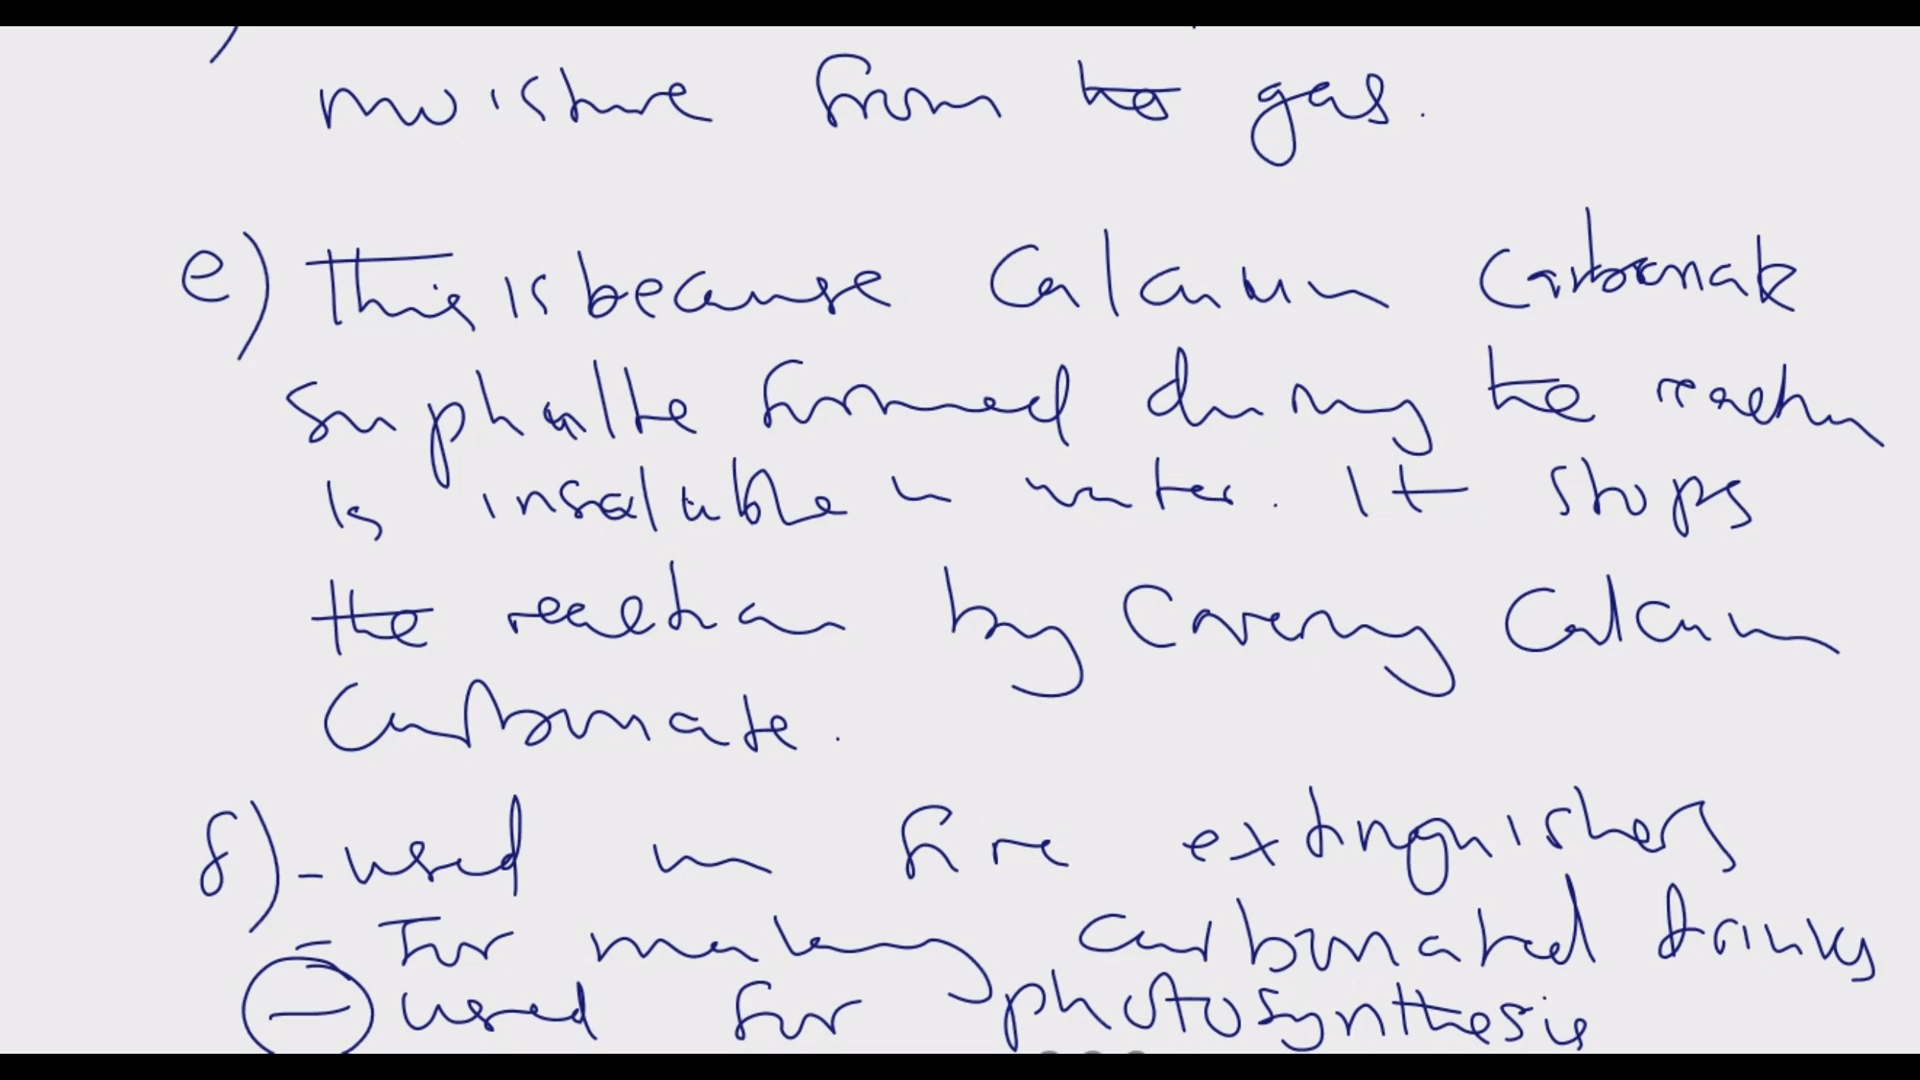 moisture from the gas.
e) This is because Calcium Carbonate
sulphate formed during the reaction
is insoluble in water. It stops
the reaction by Covering Calcium
Carbonate.
f) - used in fire extinguishers
- For making carbonated drinks
- used for photosynthesis